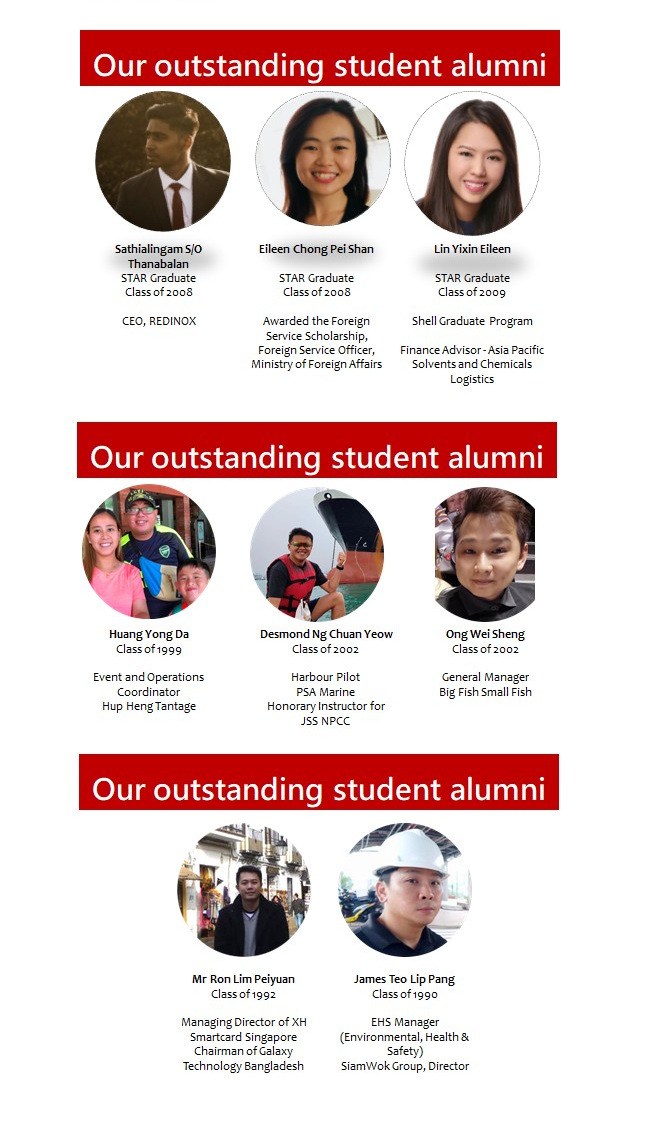 Our outstanding student alumni
Sathialingam S/O
Thanabalan
STAR Graduate
Class of 2008
CEO, REDINOX
Eileen Chong Pei Shan
STAR Graduate
Class of 2008
Awarded the Foreign
Service Scholarship,
Foreign Service Officer,
Ministry of Foreign Affairs
Lin Yixin Eileen
STAR Graduate
Class of 2009
Shell Graduate Program
Finance Advisor - Asia Pacific
Solvents and Chemicals
Logistics
Our outstanding student alumni
Huang Yong Da
Class of 1999
Event and Operations
Coordinator
Hup Heng Tantage
Desmond Ng Chuan Yeow
Class of 2002
Harbour Pilot
PSA Marine
Honorary Instructor for
JSS NPCC
Ong Wei Sheng
Class of 2002
General Manager
Big Fish Small Fish
Our outstanding student alumni
Mr Ron Lim Peiyuan
Class of 1992
Managing Director of XH
Smartcard Singapore
Chairman of Galaxy
Technology Bangladesh
James Teo Lip Pang
Class of 1990
EHS Manager
(Environmental, Health &
Safety)
SiamWok Group, Director